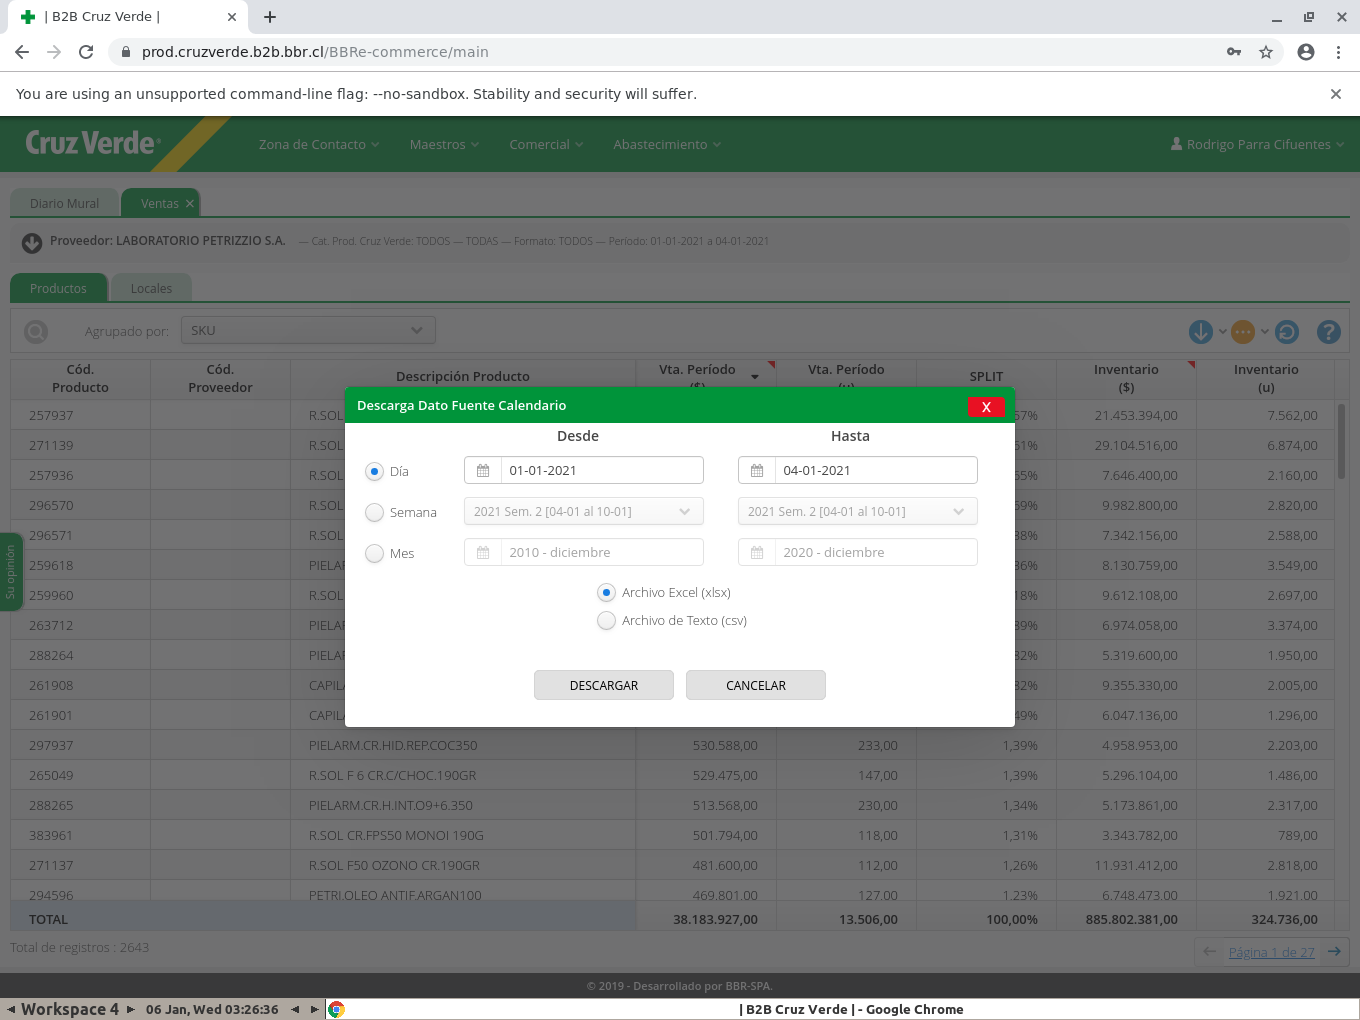 | B2B Cruz Verde |
prod.cruzverde.b2b.bbr.cl/BBRe-commerce/main
You are using an unsupported command-line flag: --no-sandbox. Stability and security will suffer.
Cruz Verde Zona de Contacto Maestros Comercial Abastecimiento Rodrigo Parra Cifuentes
Diario Mural Ventas
Proveedor: LABORATORIO PETRIZZIO S.A. — Cat. Prod. Cruz Verde: TODOS — TODAS — Formato: TODOS — Período: 01-01-2021 a 04-01-2021
Productos Locales
Agrupado por: SKU
Cód. Producto Cód. Proveedor Descripción Producto Vta. Período ($) Vta. Período SPLIT Inventario ($) Inventario (u)
Descarga Dato Fuente Calendario X
Desde Hasta
Día 01-01-2021 04-01-2021
Semana 2021 Sem. 2 [04-01 al 10-01] 2021 Sem. 2 [04-01 al 10-01]
Mes 2010 - diciembre 2020 - diciembre
Archivo Excel (xlsx)
Archivo de Texto (csv)
DESCARGAR CANCELAR
257937 R.SOL 57% 21.453.394,00 7.562,00
271139 R.SOL 51% 29.104.516,00 6.874,00
257936 R.SOL 55% 7.646.400,00 2.160,00
296570 R.SOL 59% 9.982.800,00 2.820,00
296571 R.SOL 38% 7.342.156,00 2.588,00
259618 PIELA 36% 8.130.759,00 3.549,00
259960 R.SOL 18% 9.612.108,00 2.697,00
263712 PIELA 39% 6.974.058,00 3.374,00
288264 PIELA 32% 5.319.600,00 1.950,00
261908 CAPILA 32% 9.355.330,00 2.005,00
261901 CAPILA 49% 6.047.136,00 1.296,00
297937 PIELARM.CR.HID.REP.COC350 530.588,00 233,00 1,39% 4.958.953,00 2.203,00
265049 R.SOL F 6 CR.C/CHOC.190GR 529.475,00 147,00 1,39% 5.296.104,00 1.486,00
288265 PIELARM.CR.H.INT.O9+6.350 513.568,00 230,00 1,34% 5.173.861,00 2.317,00
383961 R.SOL CR.FPS50 MONOI 190G 501.794,00 118,00 1,31% 3.343.782,00 789,00
271137 R.SOL F50 OZONO CR.190GR 481.600,00 112,00 1,26% 11.931.412,00 2.818,00
294596 PETRI.OLEO ANTIF.ARGAN100 469.801,00 127,00 1,23% 6.748.473,00 1.921,00
TOTAL 38.183.927,00 13.506,00 100,00% 885.802.381,00 324.736,00
Total de registros : 2643 Página 1 de 27
Su opinión
© 2019 - Desarrollado por BBR-SPA.
Workspace 4 06 Jan, Wed 03:26:36 | B2B Cruz Verde | - Google Chrome